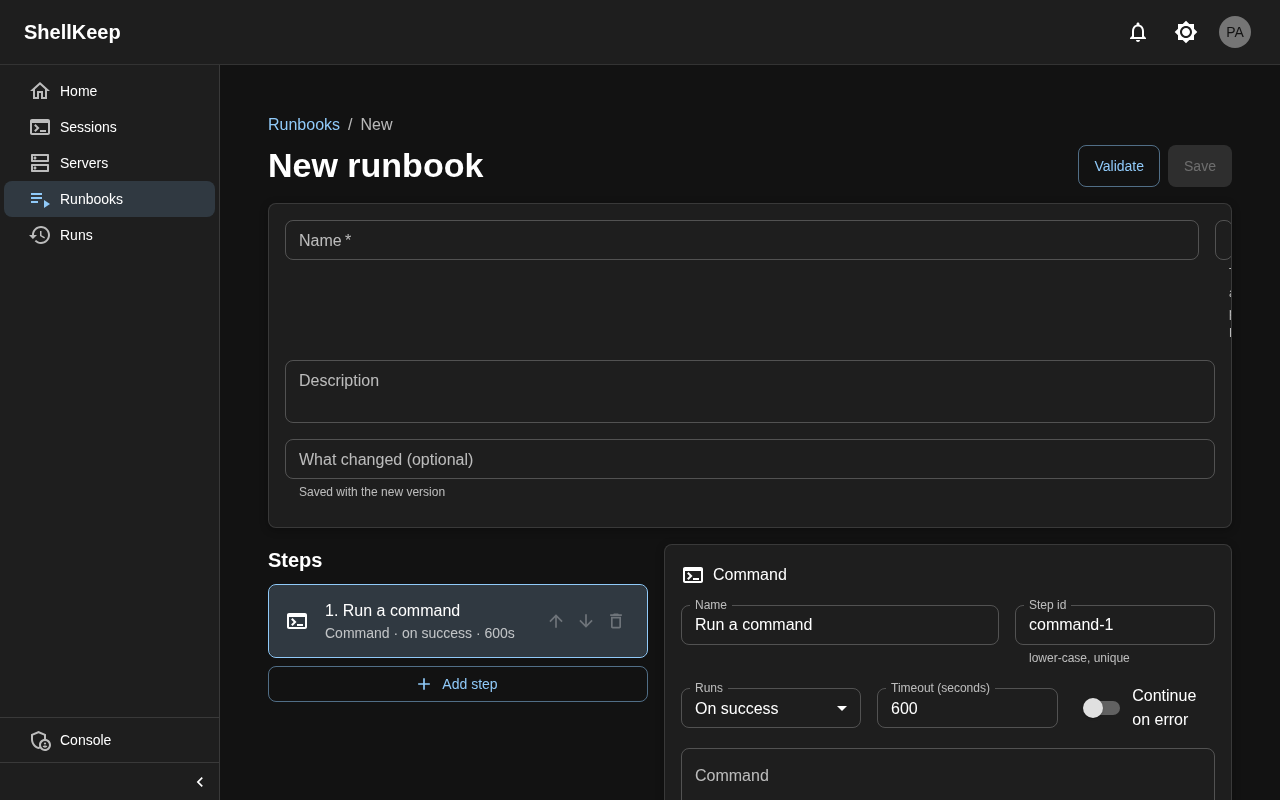 ShellKeep
PA
Home
Sessions
Servers
Runbooks
Runs
Console
Runbooks / New
New runbook
Validate
Save
Name *
Description
What changed (optional)
Saved with the new version
Steps
1. Run a command
Command · on success · 600s
Add step
Command
Name
Run a command
Step id
command-1
lower-case, unique
Runs
On success
Timeout (seconds)
600
Continue
on error
Command